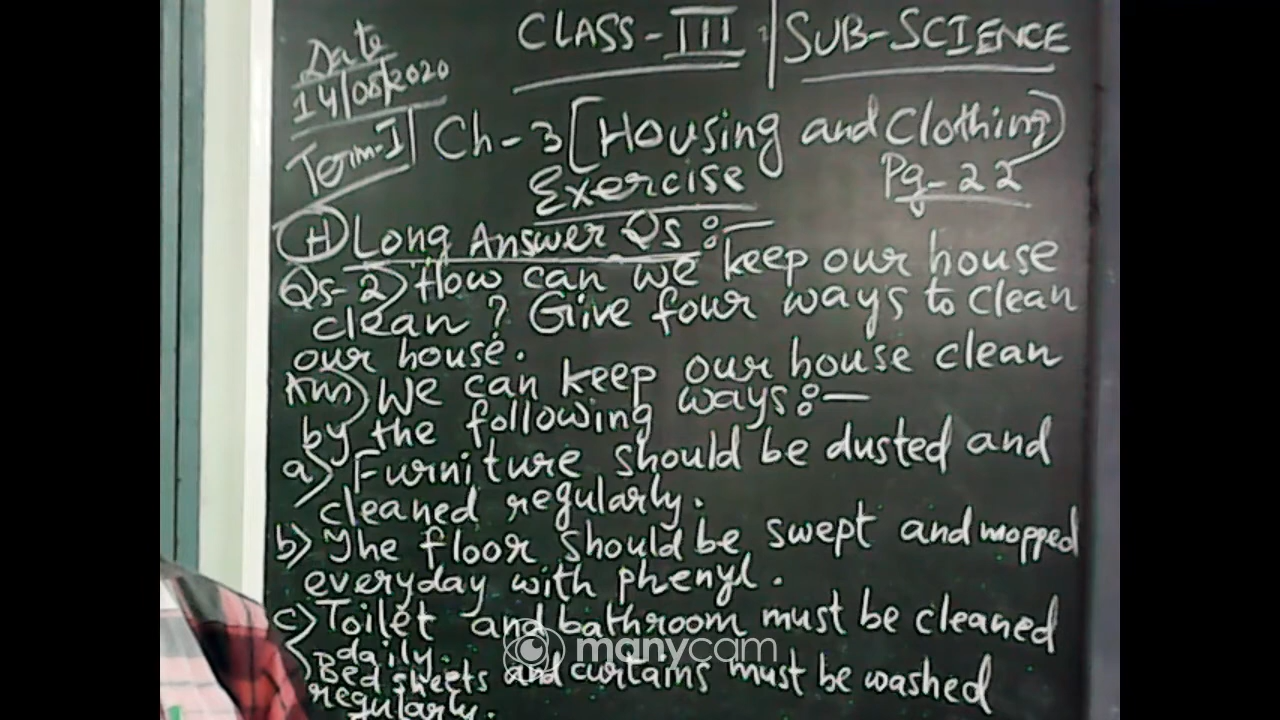 Date
14/08/2020
Term-I
CLASS-III | SUB-SCIENCE
Ch-3 [Housing and Clothing]
Exercise Pg-22
(H) Long Answer Qs:-
Qs-2) How can we keep our house
clean? Give four ways to clean
our house.
Ans) We can keep our house clean
by the following ways:-
a) Furniture should be dusted and
cleaned regularly.
b) The floor should be swept and mopped
everyday with phenyl.
c) Toilet and bathroom must be cleaned
daily.
Bed sheets and curtains must be washed
regularly.
manycam